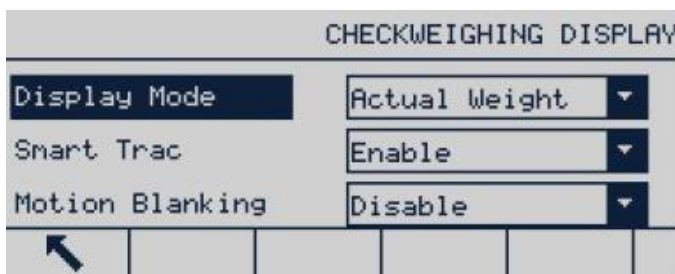 CHECKWEIGHING DISPLAY
Display Mode Actual Weight
Smart Trac Enable
Motion Blanking Disable